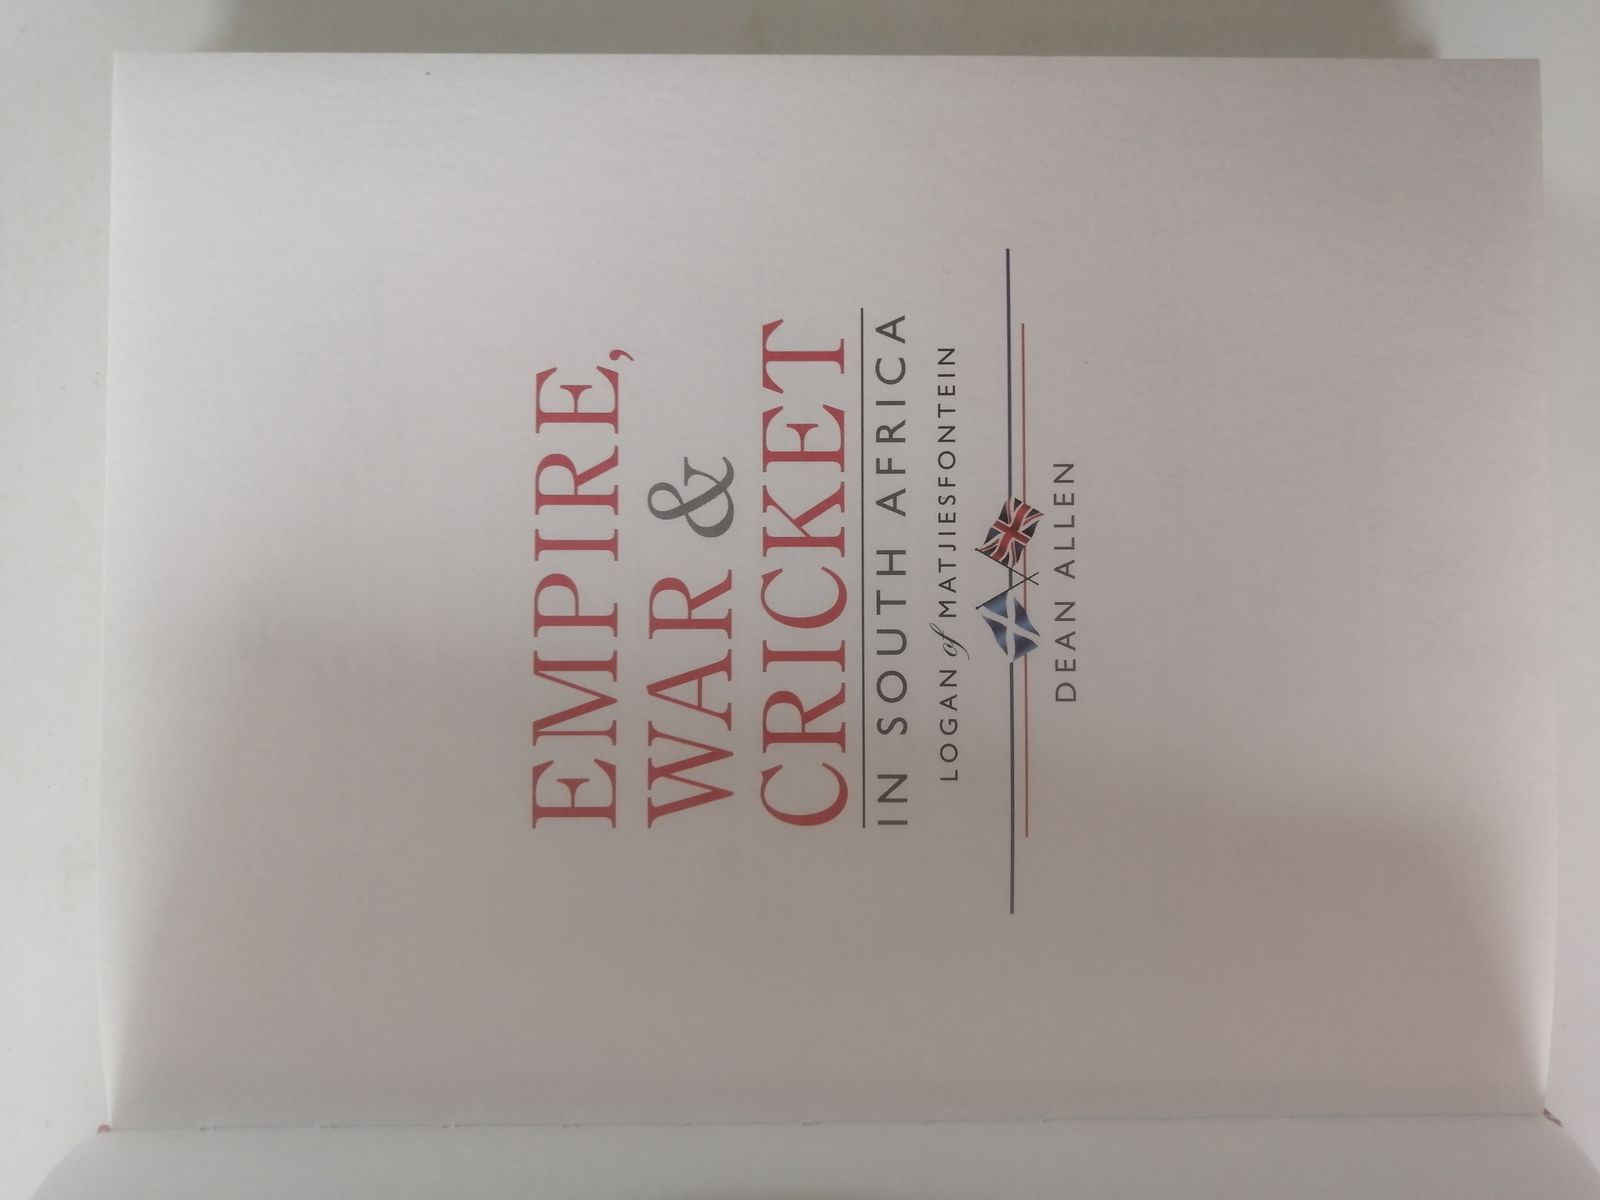 EMPIRE,
WAR &
CRICKET
IN SOUTH AFRICA
LOGAN of MATJIESFONTEIN
DEAN ALLEN